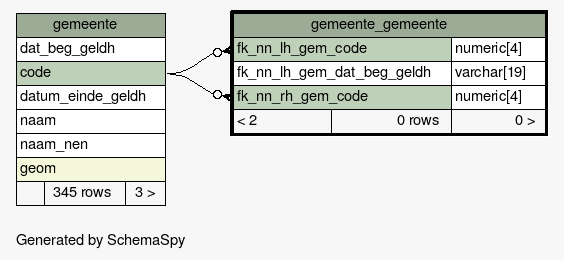 gemeente
dat_beg_geldh
code
datum_einde_geldh
naam
naam_nen
geom
345 rows 3 >
gemeente_gemeente
fk_nn_lh_gem_code numeric[4]
fk_nn_lh_gem_dat_beg_geldh varchar[19]
fk_nn_rh_gem_code numeric[4]
< 2 0 rows 0 >
Generated by SchemaSpy